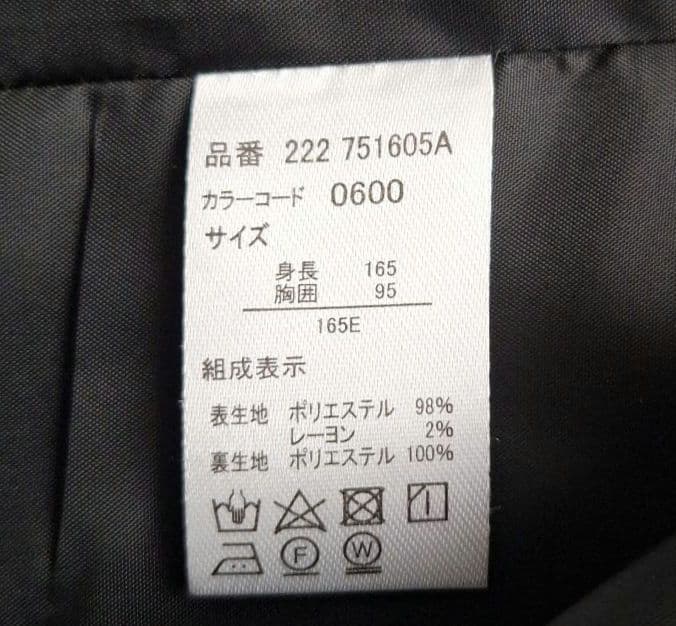 品番 222 751605A
カラーコード 0600
サイズ
身長 165
胸囲 95
165E
組成表示
表生地 ポリエステル 98%
レーヨン 2%
裏生地 ポリエステル 100%
F W